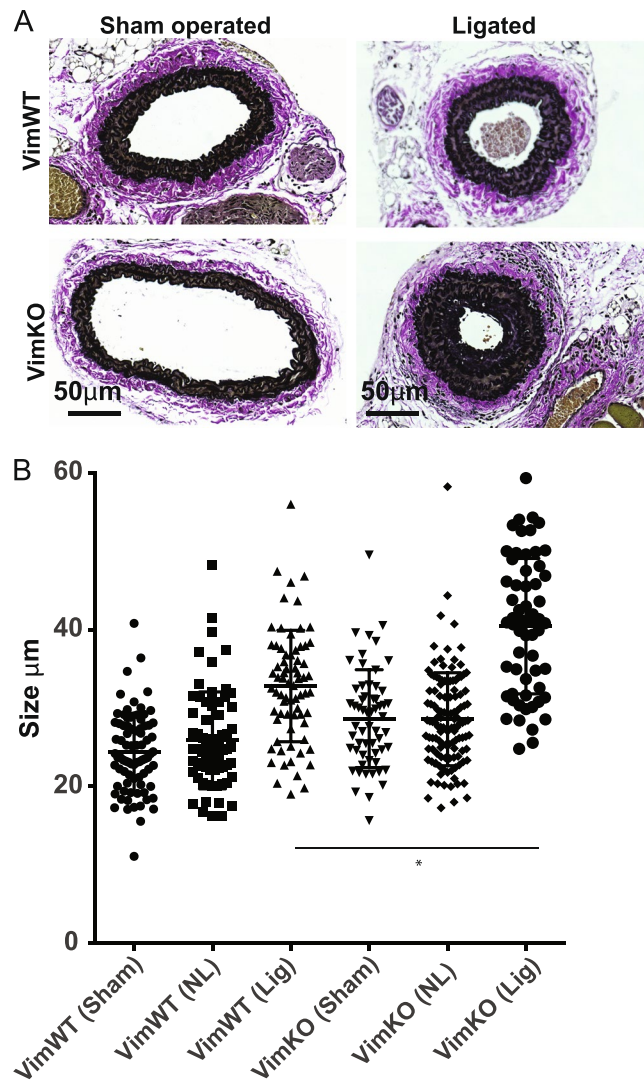 A
Sham operated
Ligated
VimWT
VimKO
50µm
50µm
B
Size µm
60
40
20
0
*
VimWT (Sham)
VimWT (NL)
VimWT (Lig)
VimKO (Sham)
VimKO (NL)
VimKO (Lig)